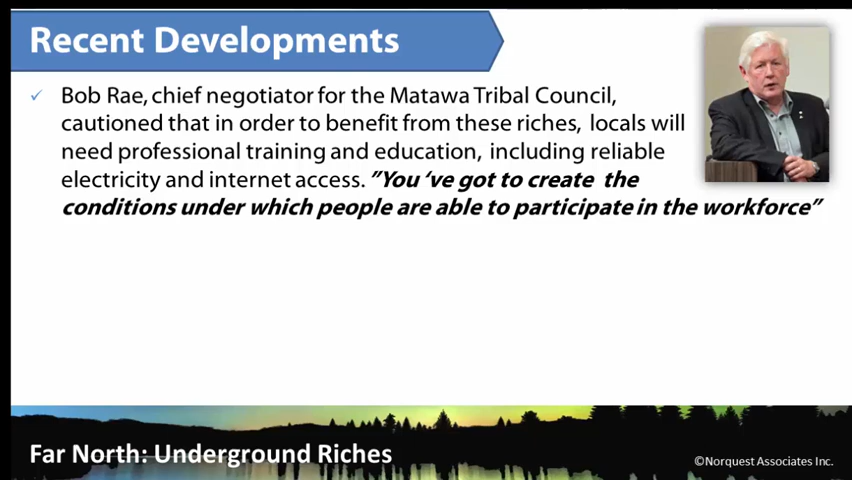 Recent Developments
✓ Bob Rae, chief negotiator for the Matawa Tribal Council,
cautioned that in order to benefit from these riches, locals will
need professional training and education, including reliable
electricity and internet access. ”You ‘ve got to create the
conditions under which people are able to participate in the workforce”
Far North: Underground Riches
©Norquest Associates Inc.